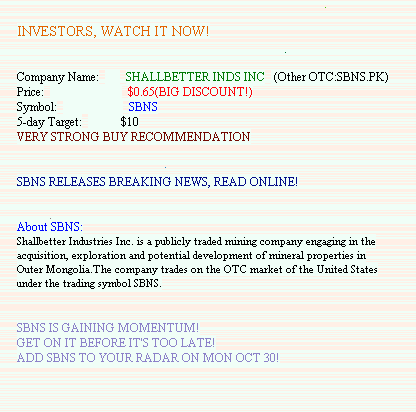 INVESTORS, WATCH IT NOW!
Company Name: SHALLBETTER INDS INC (Other OTC:SBNS.PK)
Price: $0.65(BIG DISCOUNT!)
Symbol: SBNS
5-day Target: $10
VERY STRONG BUY RECOMMENDATION
SBNS RELEASES BREAKING NEWS, READ ONLINE!
About SBNS:
Shallbetter Industries Inc. is a publicly traded mining company engaging in the
acquisition, exploration and potential development of mineral properties in
Outer Mongolia.The company trades on the OTC market of the United States
under the trading symbol SBNS.
SBNS IS GAINING MOMENTUM!
GET ON IT BEFORE IT'S TOO LATE!
ADD SBNS TO YOUR RADAR ON MON OCT 30!